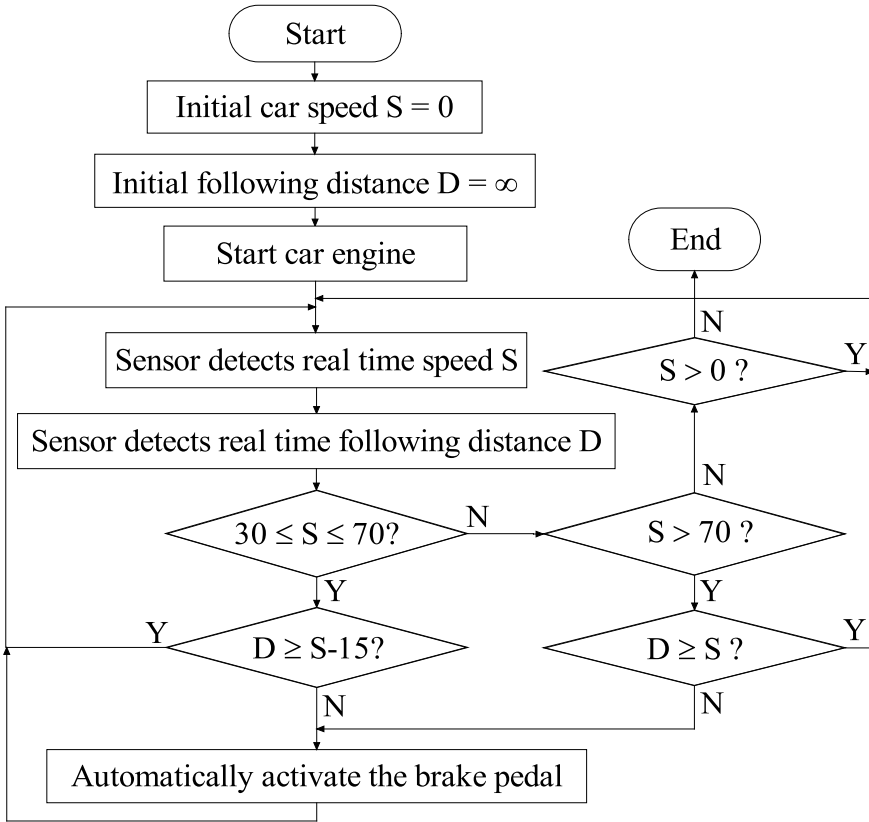 Start
Initial car speed S = 0
Initial following distance D = ∞
Start car engine
End
N
S > 0 ?
Y
Sensor detects real time speed S
Sensor detects real time following distance D
N
30 ≤ S ≤ 70?
N
S > 70 ?
Y
Y
Y
D ≥ S-15?
D ≥ S ?
Y
N
N
Automatically activate the brake pedal